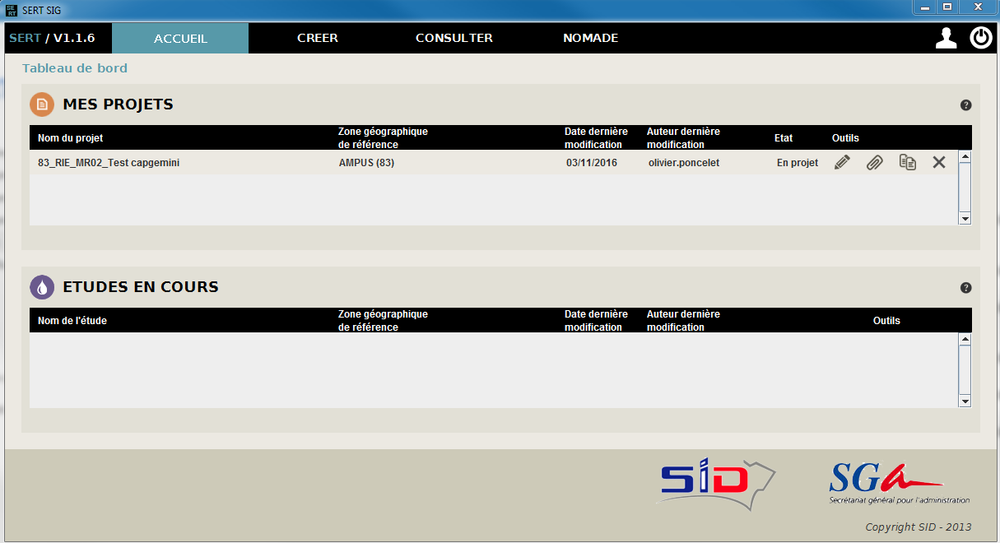 SE
RT
SERT SIG
SERT / V1.1.6
ACCUEIL
CREER
CONSULTER
NOMADE
Tableau de bord
MES PROJETS
?
Nom du projet
Zone géographique
de référence
Date dernière
modification
Auteur dernière
modification
Etat
Outils
83_RIE_MR02_Test capgemini
AMPUS (83)
03/11/2016
olivier.poncelet
En projet
ETUDES EN COURS
?
Nom de l'étude
Zone géographique
de référence
Date dernière
modification
Auteur dernière
modification
Outils
SID
SGa
Secrétariat général pour l'administration
Copyright SID - 2013